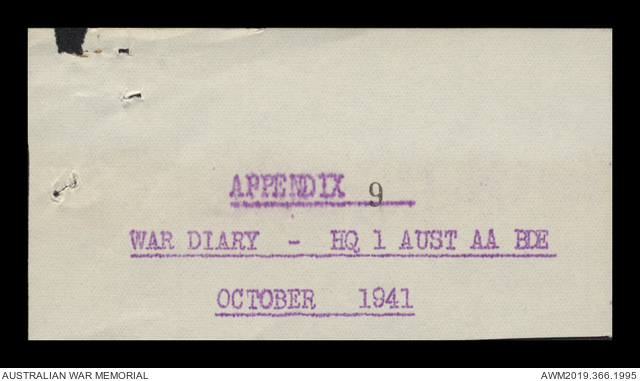 APPENDIX 9
WAR DIARY - HQ 1 AUST AA BDE
OCTOBER 1941
AUSTRALIAN WAR MEMORIAL AWM2019.366.1995